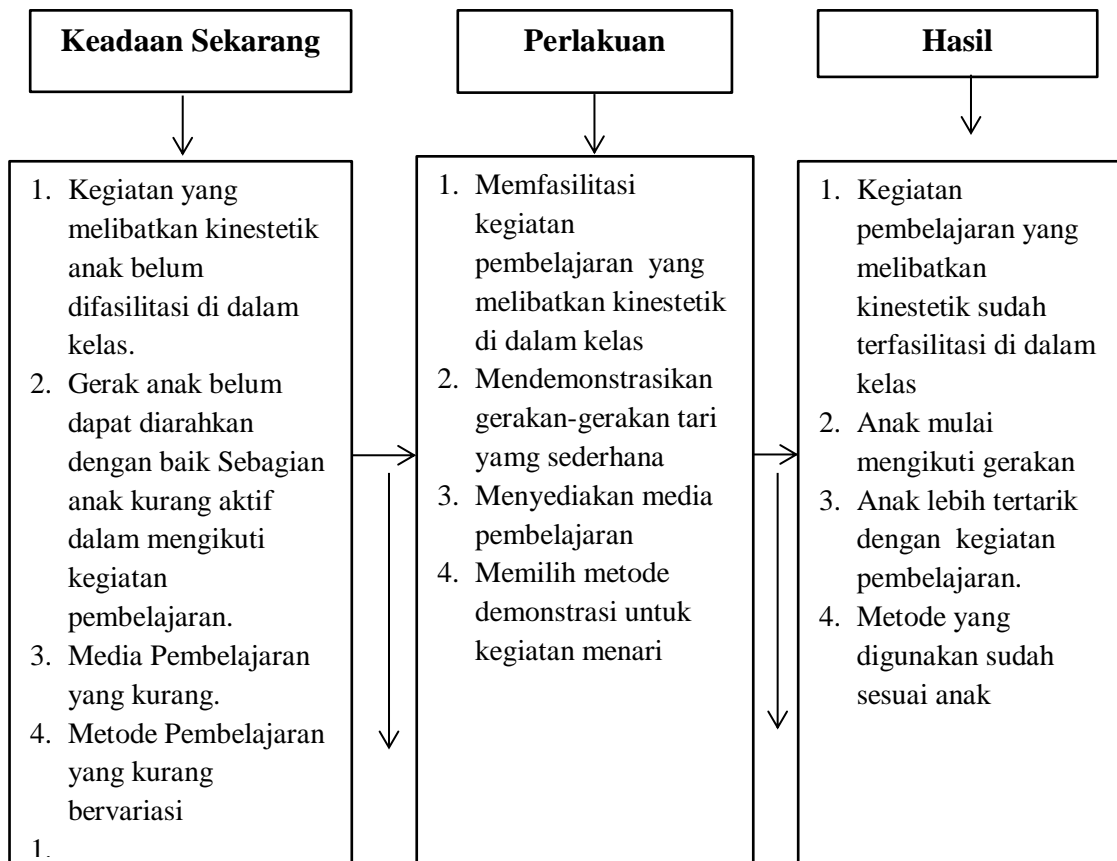 Keadaan Sekarang
Perlakuan
Hasil
1. Kegiatan yang
melibatkan kinestetik
anak belum
difasilitasi di dalam
kelas.
2. Gerak anak belum
dapat diarahkan
dengan baik Sebagian
anak kurang aktif
dalam mengikuti
kegiatan
pembelajaran.
3. Media Pembelajaran
yang kurang.
4. Metode Pembelajaran
yang kurang
bervariasi
1.
1. Memfasilitasi
kegiatan
pembelajaran yang
melibatkan kinestetik
di dalam kelas
2. Mendemonstrasikan
gerakan-gerakan tari
yamg sederhana
3. Menyediakan media
pembelajaran
4. Memilih metode
demonstrasi untuk
kegiatan menari
1. Kegiatan
pembelajaran yang
melibatkan
kinestetik sudah
terfasilitasi di dalam
kelas
2. Anak mulai
mengikuti gerakan
3. Anak lebih tertarik
dengan kegiatan
pembelajaran.
4. Metode yang
digunakan sudah
sesuai anak